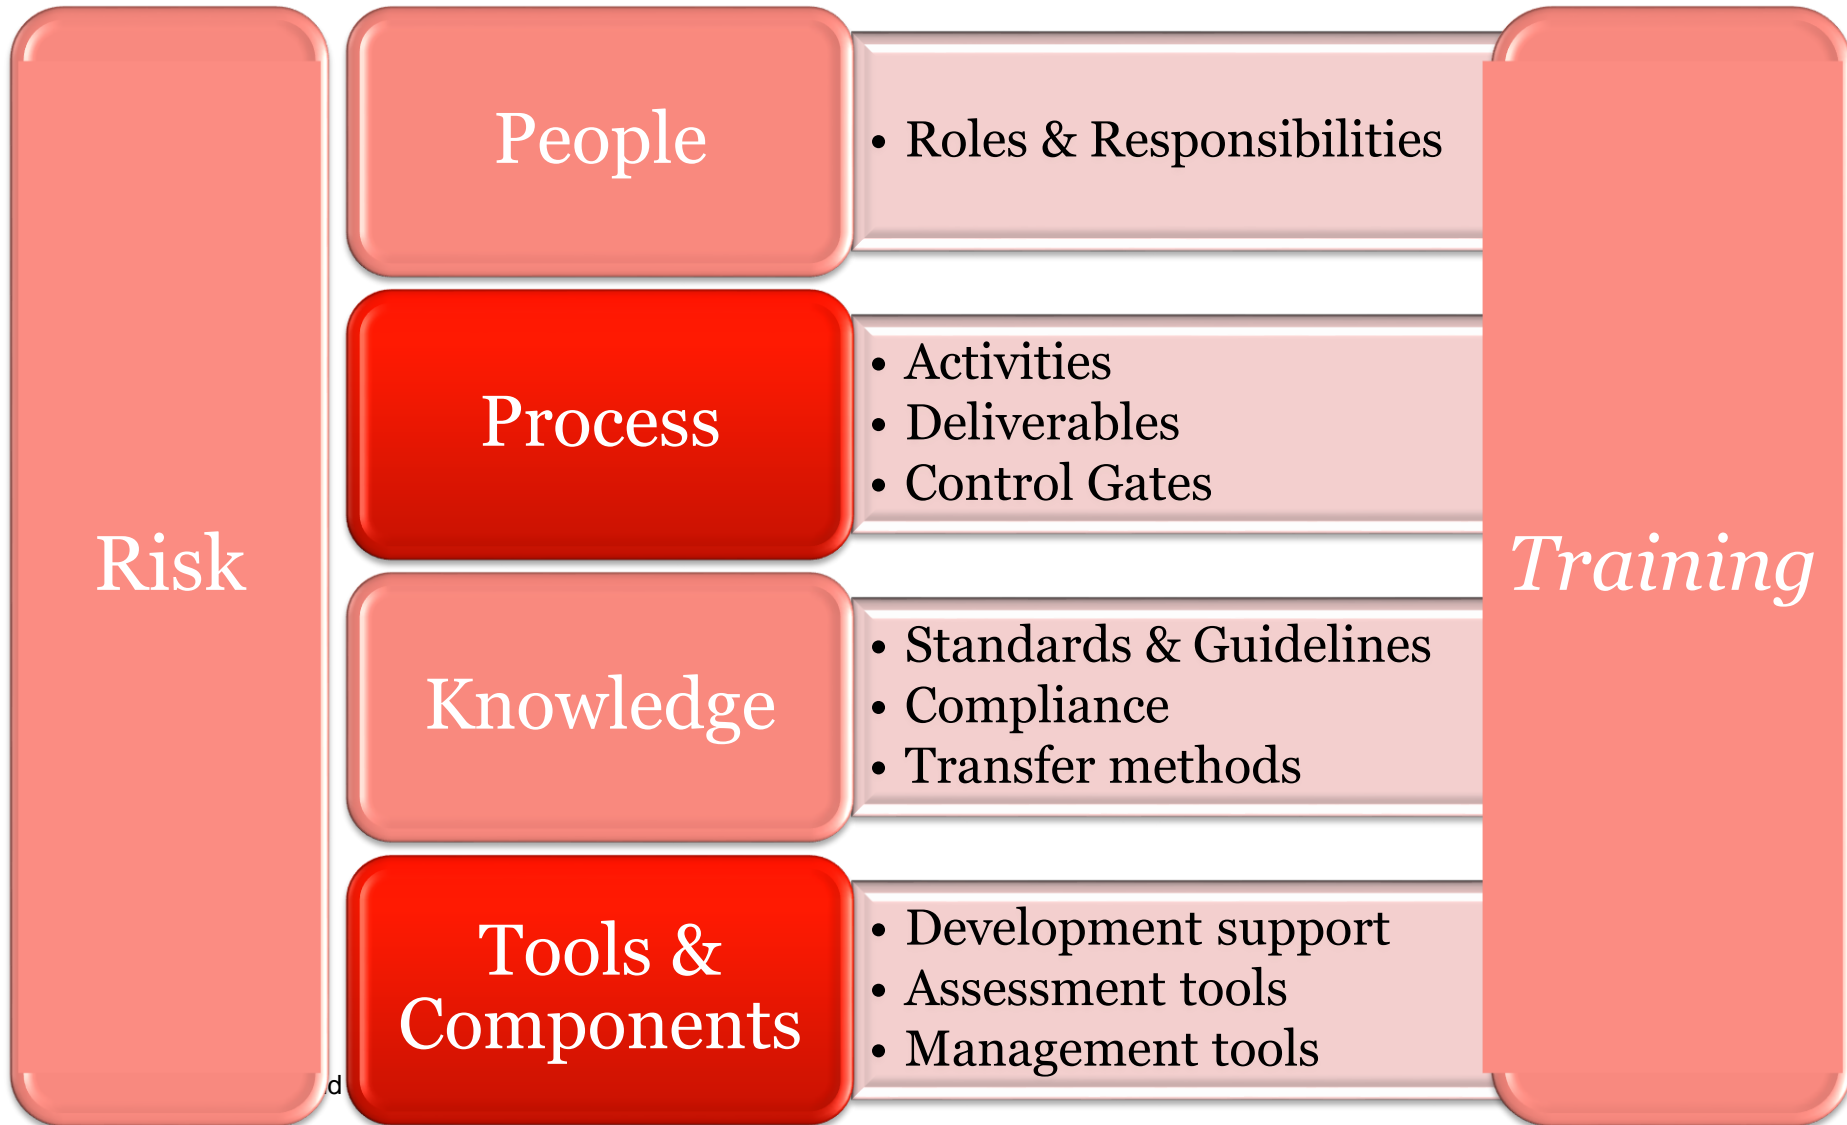 Risk
People
• Roles & Responsibilities
Process
• Activities
• Deliverables
• Control Gates
Knowledge
• Standards & Guidelines
• Compliance
• Transfer methods
Tools &
Components
• Development support
• Assessment tools
• Management tools
Training